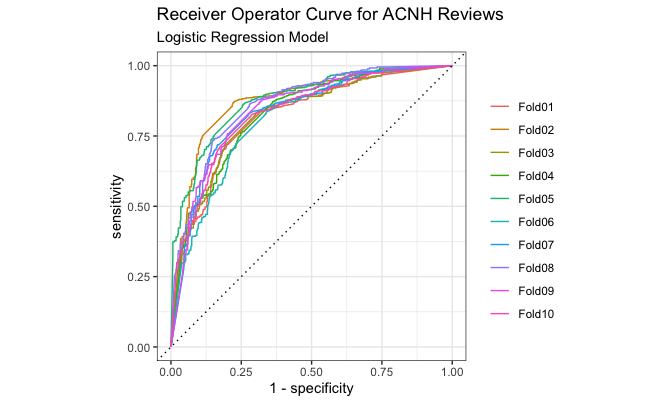 Receiver Operator Curve for ACNH Reviews
Logistic Regression Model
1.00
0.75
0.50
0.25
0.00
sensitivity
0.00 0.25 0.50 0.75 1.00
1 - specificity
Fold01
Fold02
Fold03
Fold04
Fold05
Fold06
Fold07
Fold08
Fold09
Fold10